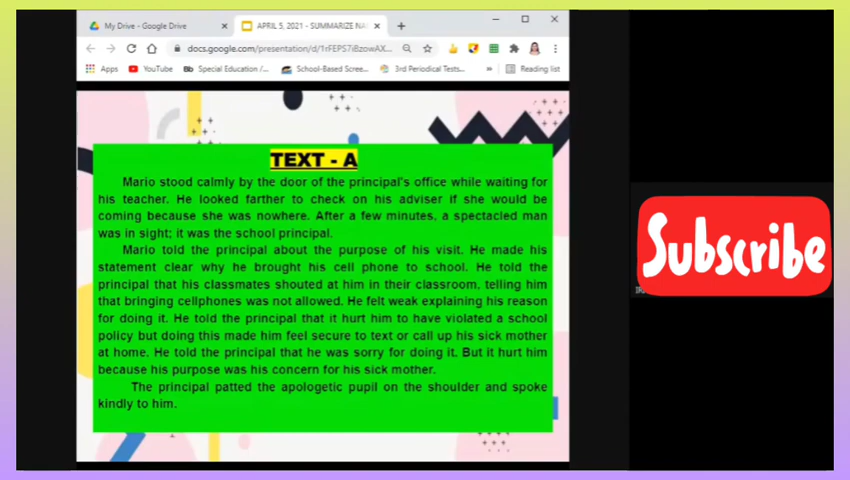 My Drive - Google Drive
APRIL 5, 2021 - SUMMARIZE NA
docs.google.com/presentation/d/1rFEPS7i8zowAX...
Apps
YouTube
Bb Special Education /...
School-Based Scree...
3rd Periodical Tests...
»
Reading list
TEXT - A
Mario stood calmly by the door of the principal's office while waiting for
his teacher. He looked farther to check on his adviser if she would be
coming because she was nowhere. After a few minutes, a spectacled man
was in sight; it was the school principal.
Mario told the principal about the purpose of his visit. He made his
statement clear why he brought his cell phone to school. He told the
principal that his classmates shouted at him in their classroom, telling him
that bringing cellphones was not allowed. He felt weak explaining his reason
for doing it. He told the principal that it hurt him to have violated a school
policy but doing this made him feel secure to text or call up his sick mother
at home. He told the principal that he was sorry for doing it. But it hurt him
because his purpose was his concern for his sick mother.
The principal patted the apologetic pupil on the shoulder and spoke
kindly to him.
Subscribe